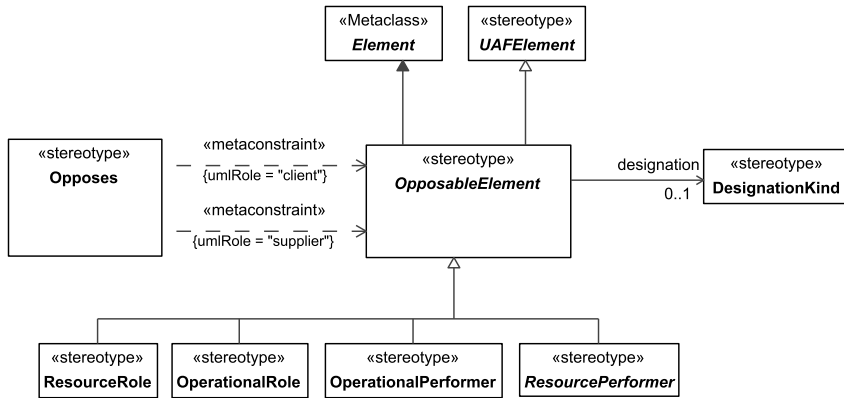 «Metaclass»
Element
«stereotype»
UAFElement
«stereotype»
Opposes
«metaconstraint»
{umlRole = "client"}
«metaconstraint»
{umlRole = "supplier"}
«stereotype»
OpposableElement
designation
0..1
«stereotype»
DesignationKind
«stereotype»
ResourceRole
«stereotype»
OperationalRole
«stereotype»
OperationalPerformer
«stereotype»
ResourcePerformer